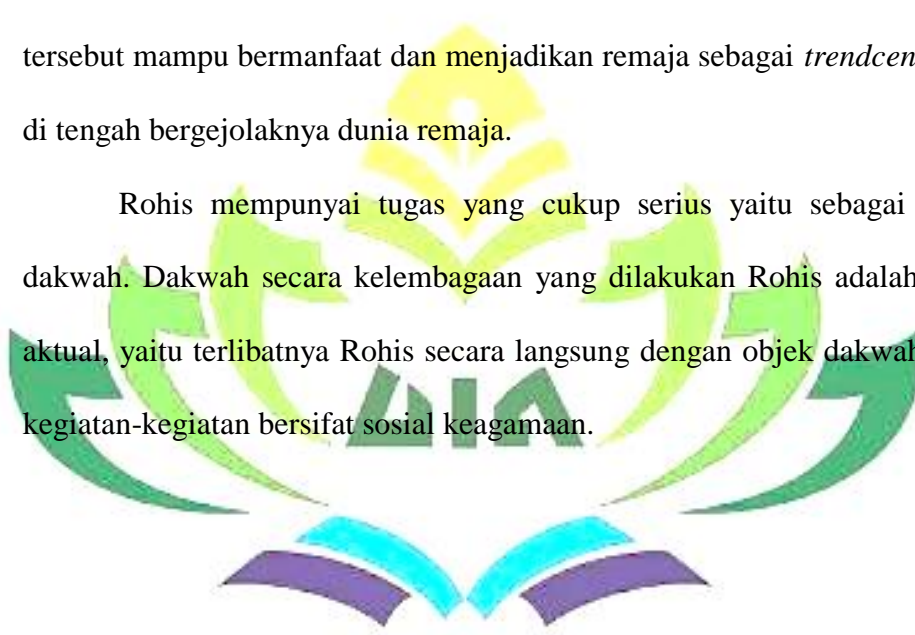 tersebut mampu bermanfaat dan menjadikan remaja sebagai trendcen
di tengah bergejolaknya dunia remaja.
Rohis mempunyai tugas yang cukup serius yaitu sebagai
dakwah. Dakwah secara kelembagaan yang dilakukan Rohis adalah
aktual, yaitu terlibatnya Rohis secara langsung dengan objek dakwah
kegiatan-kegiatan bersifat sosial keagamaan.